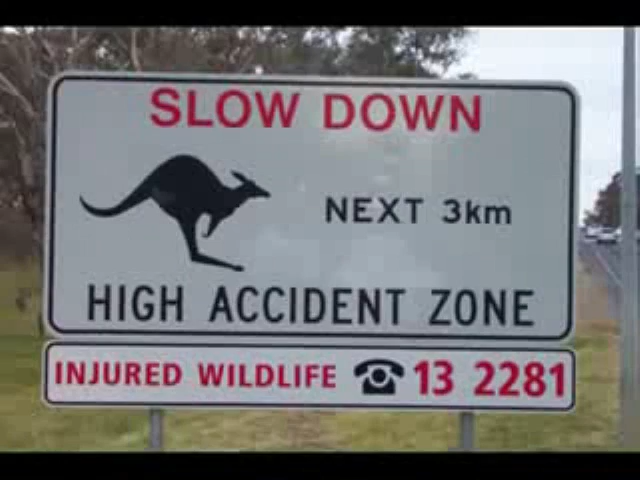 SLOW DOWN
NEXT 3km
HIGH ACCIDENT ZONE
INJURED WILDLIFE 13 2281